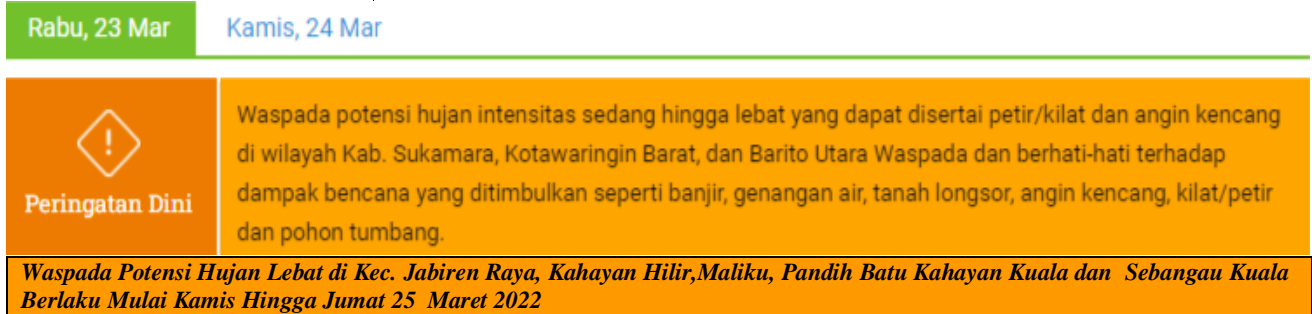 Rabu, 23 Mar
Kamis, 24 Mar
Peringatan Dini
Waspada potensi hujan intensitas sedang hingga lebat yang dapat disertai petir/kilat dan angin kencang
di wilayah Kab. Sukamara, Kotawaringin Barat, dan Barito Utara Waspada dan berhati-hati terhadap
dampak bencana yang ditimbulkan seperti banjir, genangan air, tanah longsor, angin kencang, kilat/petir
dan pohon tumbang.
Waspada Potensi Hujan Lebat di Kec. Jabiren Raya, Kahayan Hilir,Maliku, Pandih Batu Kahayan Kuala dan Sebangau Kuala
Berlaku Mulai Kamis Hingga Jumat 25 Maret 2022